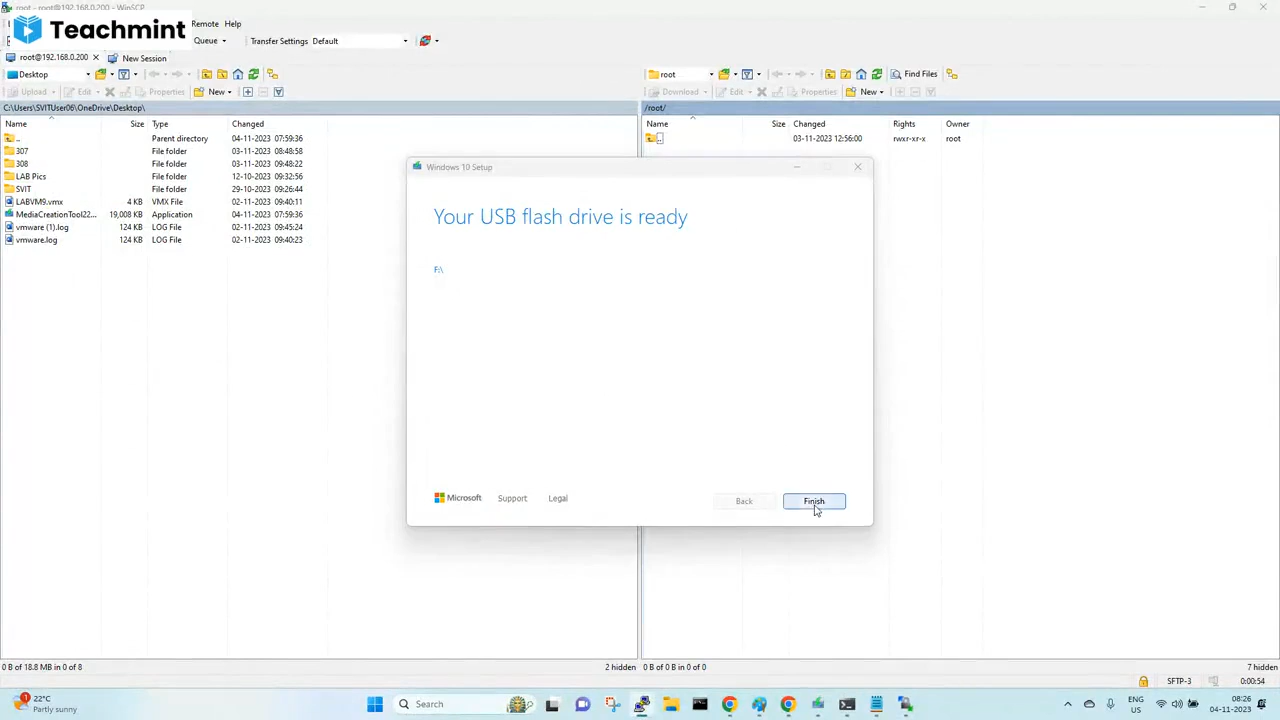 root - root@192.168.0.200 - WinSCP
Teachmint
Remote Help
Queue
Transfer Settings Default
root@192.168.0.200 New Session
Desktop
root
Find Files
Upload Edit Properties New
Download Edit Properties New
C:\Users\SVITUser06\OneDrive\Desktop\
/root/
Name Size Type Changed
Name Size Changed Rights Owner
.. Parent directory 04-11-2023 07:59:36
.. 03-11-2023 12:56:00 rwxr-xr-x root
307 File folder 03-11-2023 08:48:58
308 File folder 03-11-2023 09:48:22
LAB Pics File folder 12-10-2023 09:32:56
SVIT File folder 29-10-2023 09:26:44
LABVM9.vmx 4 KB VMX File 02-11-2023 09:40:11
MediaCreationTool22... 19,008 KB Application 04-11-2023 07:59:36
vmware (1).log 124 KB LOG File 02-11-2023 09:45:24
vmware.log 124 KB LOG File 02-11-2023 09:40:23
Windows 10 Setup
Your USB flash drive is ready
F:\
Microsoft Support Legal
Back Finish
0 B of 18.8 MB in 0 of 8 2 hidden
0 B of 0 B in 0 of 0 7 hidden
SFTP-3 0:00:54
1
22°C
Partly sunny
Search
ENG
US
08:26
04-11-2023